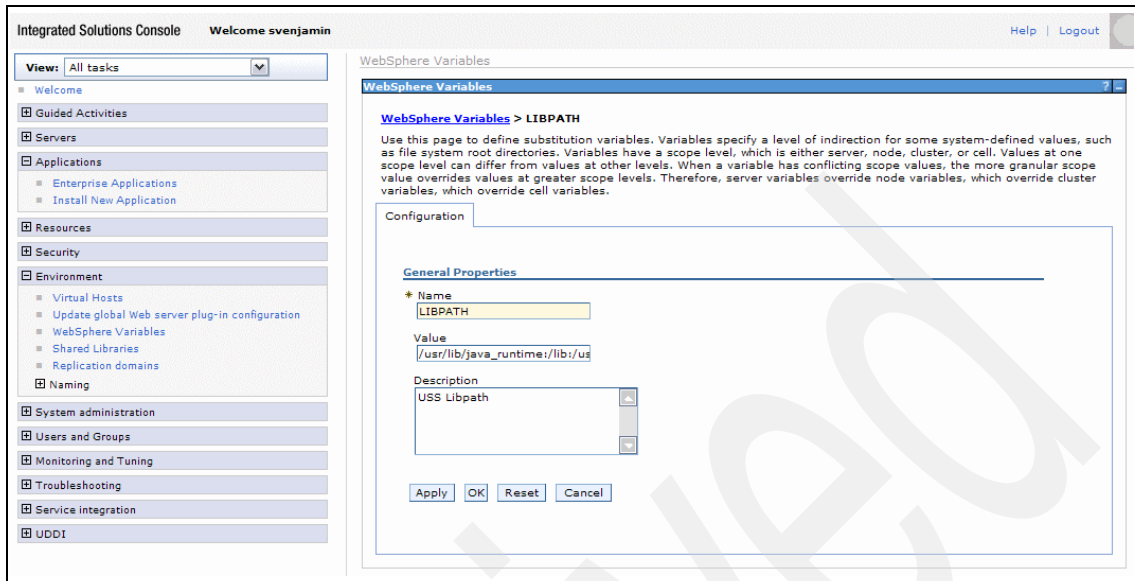 Integrated Solutions Console Welcome svenjamin
Help | Logout
View: All tasks
Welcome
Guided Activities
Servers
Applications
Enterprise Applications
Install New Application
Resources
Security
Environment
Virtual Hosts
Update global Web server plug-in configuration
WebSphere Variables
Shared Libraries
Replication domains
Naming
System administration
Users and Groups
Monitoring and Tuning
Troubleshooting
Service integration
UDDI
WebSphere Variables
WebSphere Variables ? -
WebSphere Variables > LIBPATH
Use this page to define substitution variables. Variables specify a level of indirection for some system-defined values, such
as file system root directories. Variables have a scope level, which is either server, node, cluster, or cell. Values at one
scope level can differ from values at other levels. When a variable has conflicting scope values, the more granular scope
value overrides values at greater scope levels. Therefore, server variables override node variables, which override cluster
variables, which override cell variables.
Configuration
General Properties
* Name
LIBPATH
Value
/usr/lib/java_runtime:/lib:/us
Description
USS Libpath
Apply OK Reset Cancel